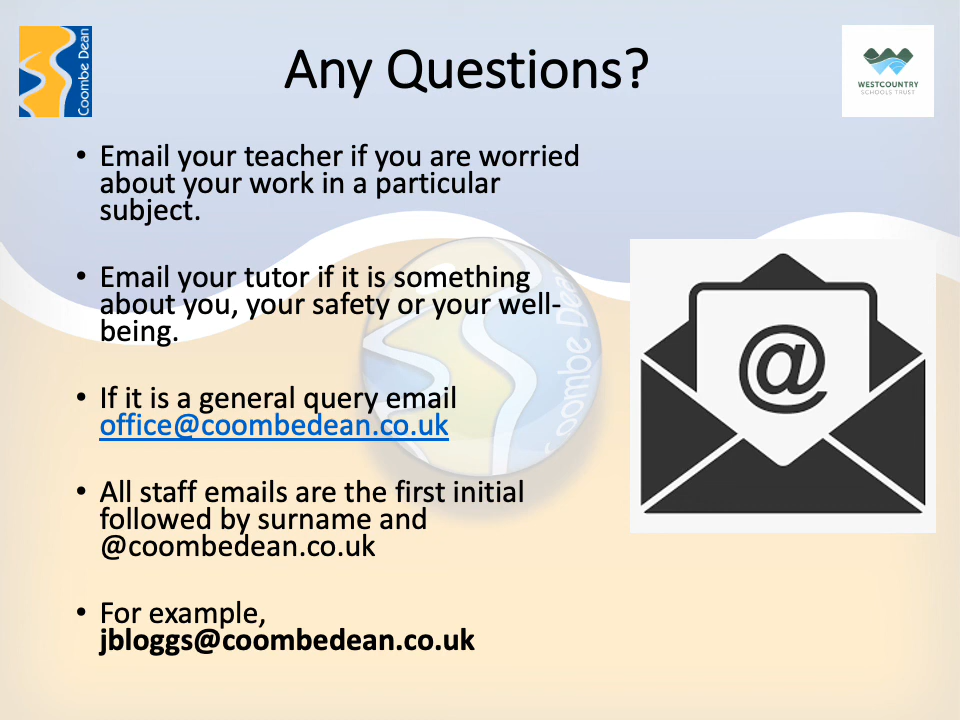 Coombe Dean
Any Questions?
WESTCOUNTRY
SCHOOLS TRUST
• Email your teacher if you are worried
about your work in a particular
subject.
• Email your tutor if it is something
about you, your safety or your well-
being.
• If it is a general query email
office@coombedean.co.uk
• All staff emails are the first initial
followed by surname and
@coombedean.co.uk
• For example,
jbloggs@coombedean.co.uk
@
Coombe Dean